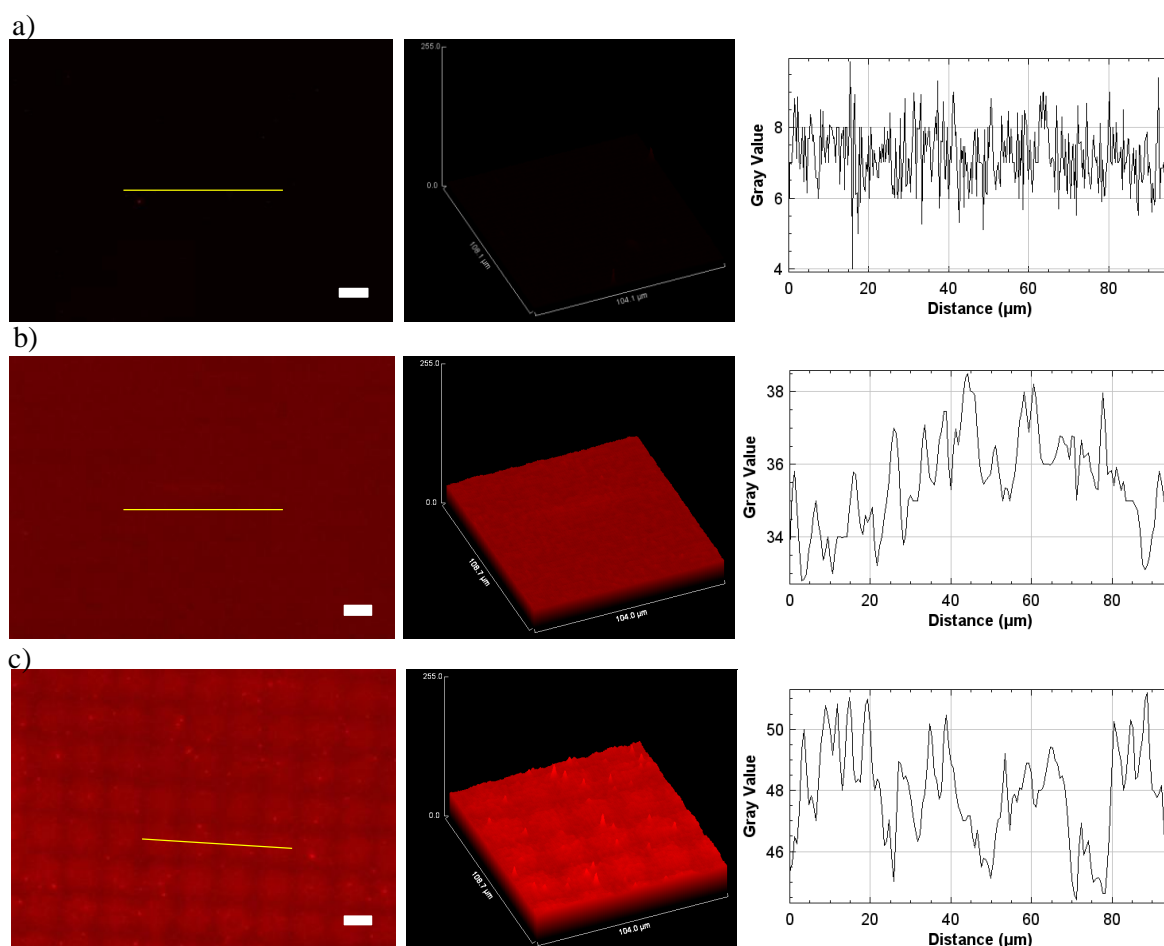 a)
255.0
0.0
108.1 µm
104.1 µm
Gray Value
8
6
4
0 20 40 60 80
Distance (µm)
b)
255.0
0.0
108.7 µm
104.0 µm
Gray Value
38
36
34
0 20 40 60 80
Distance (µm)
c)
255.0
0.0
108.7 µm
104.0 µm
Gray Value
50
48
46
0 20 40 60 80
Distance (µm)